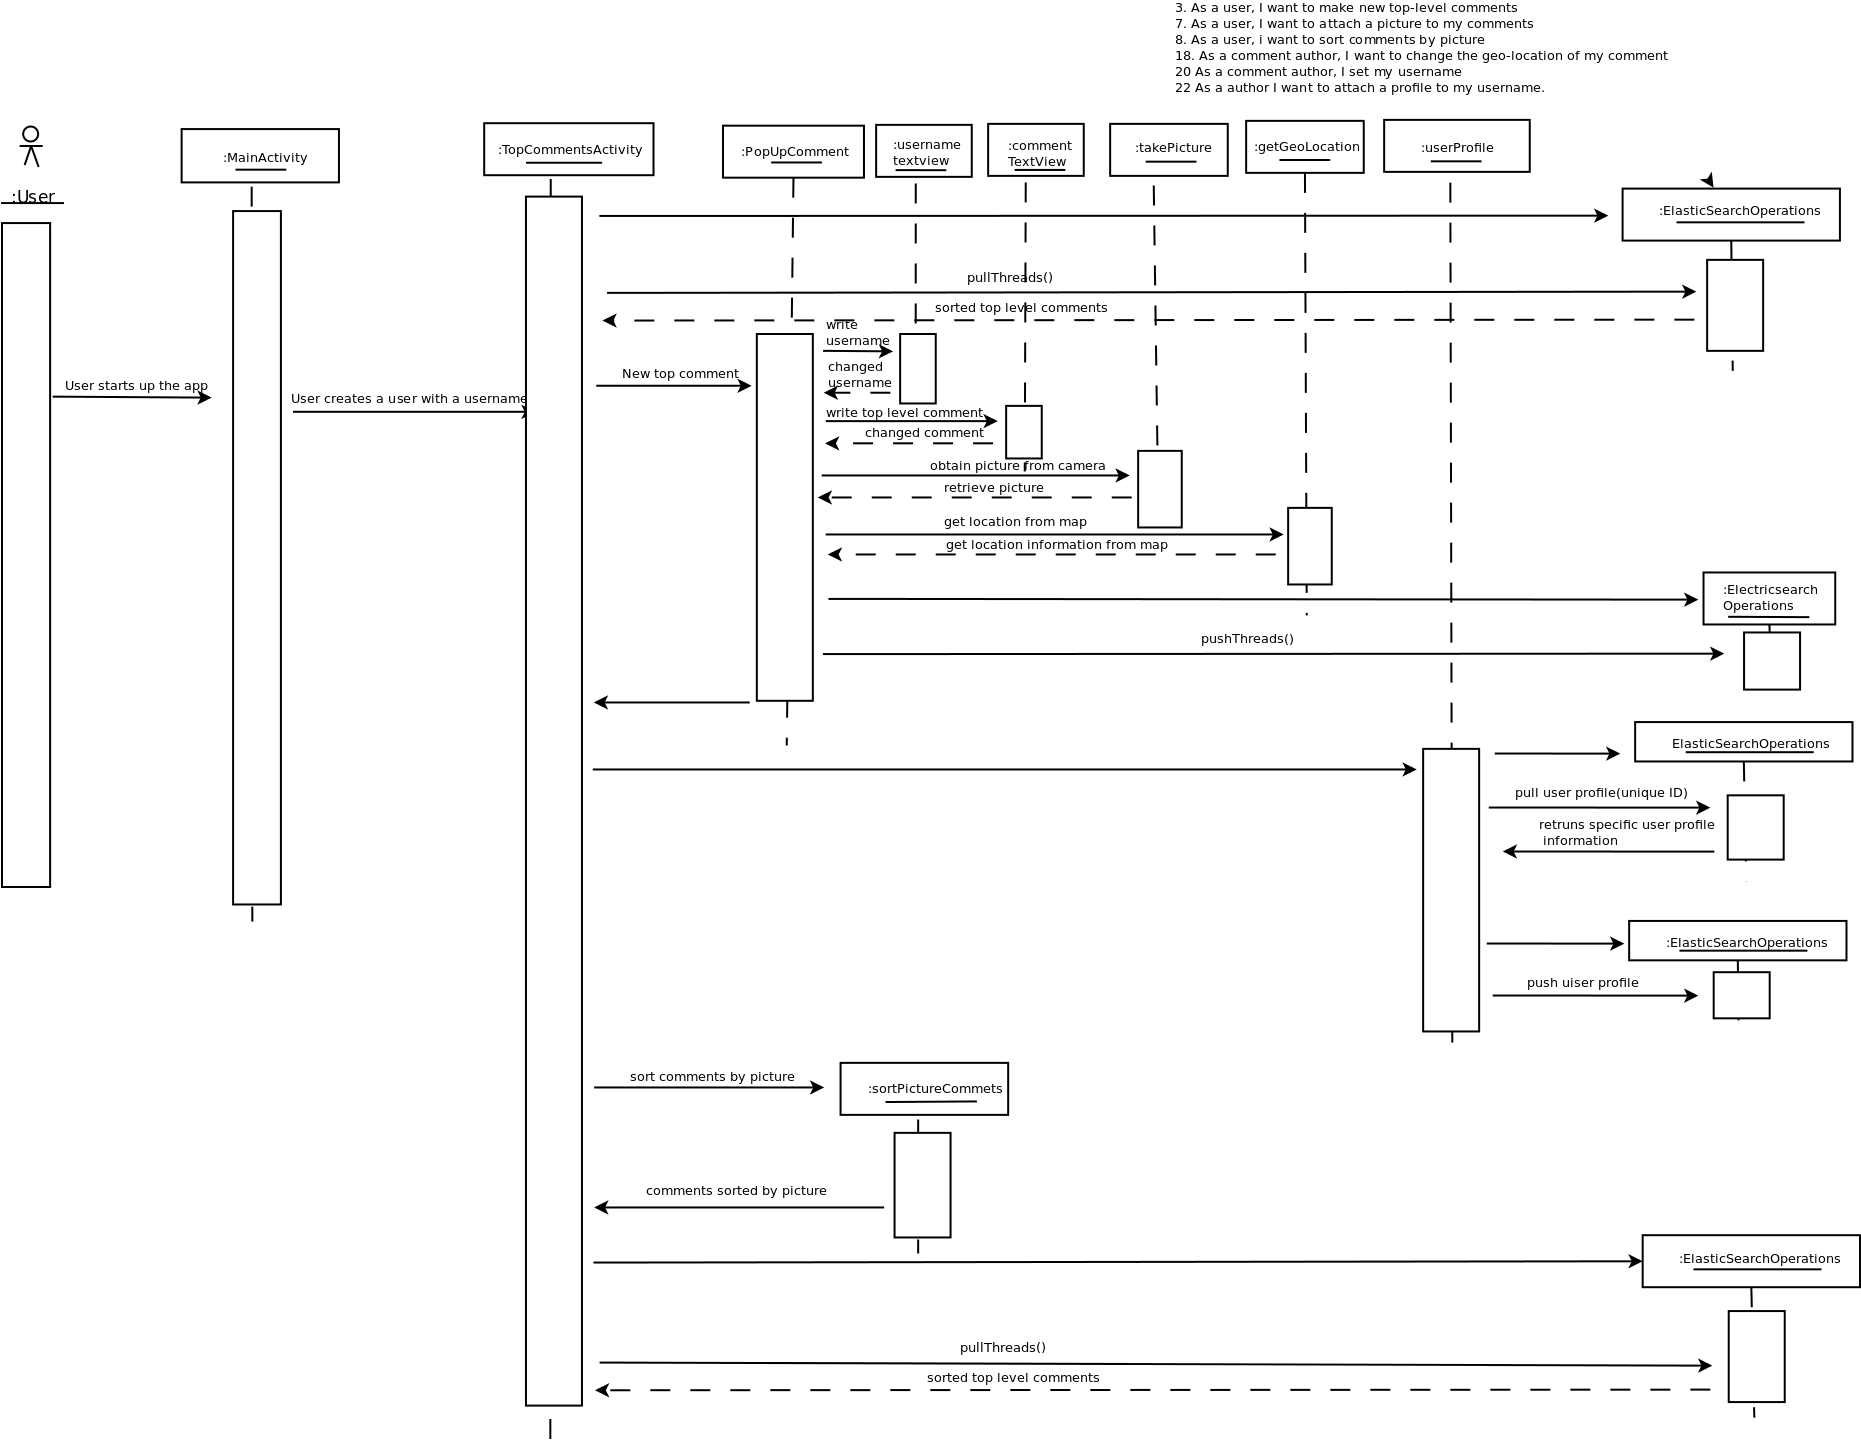 3. As a user, I want to make new top-level comments
7. As a user, I want to attach a picture to my comments
8. As a user, i want to sort comments by picture
18. As a comment author, I want to change the geo-location of my comment
20 As a comment author, I set my username
22 As a author I want to attach a profile to my username.
:User
:MainActivity
:TopCommentsActivity
:PopUpComment
:username
textview
:comment
TextView
:takePicture
:getGeoLocation
:userProfile
:ElasticSearchOperations
pullThreads()
sorted top level comments
write
username
changed
username
New top comment
User starts up the app
User creates a user with a username
write top level comment
changed comment
obtain picture from camera
retrieve picture
get location from map
get location information from map
:Electricsearch
Operations
pushThreads()
ElasticSearchOperations
pull user profile(unique ID)
retruns specific user profile
information
:ElasticSearchOperations
push uiser profile
sort comments by picture
:sortPictureCommets
comments sorted by picture
:ElasticSearchOperations
pullThreads()
sorted top level comments